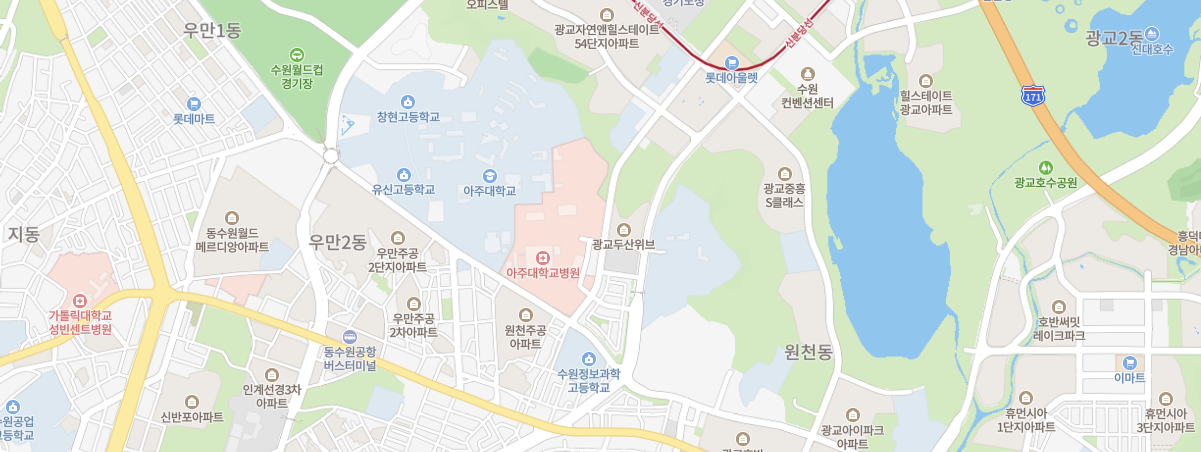 오피스텔
경기도청
신분당선
신분당선
우만1동
광교자연앤힐스테이트
54단지아파트
광교2동
신대호수
수원월드컵
경기장
롯데아울렛
수원
컨벤션센터
힐스테이트
광교아파트
171
롯데마트
창현고등학교
유신고등학교
아주대학교
광교중흥
S클래스
광교호수공원
지동
동수원월드
메르디앙아파트
우만2동
우만주공
2단지아파트
광교두산위브
아주대학교병원
경남아
가톨릭대학교
성빈센트병원
우만주공
2차아파트
원천주공
아파트
호반써밋
레이크파크
동수원공항
버스터미널
원천동
수원정보과학
고등학교
이마트
인계선경3차
아파트
신반포아파트
수원공업
고등학교
광교아이파크
아파트
휴먼시아
1단지아파트
휴먼시아
3단지아파트